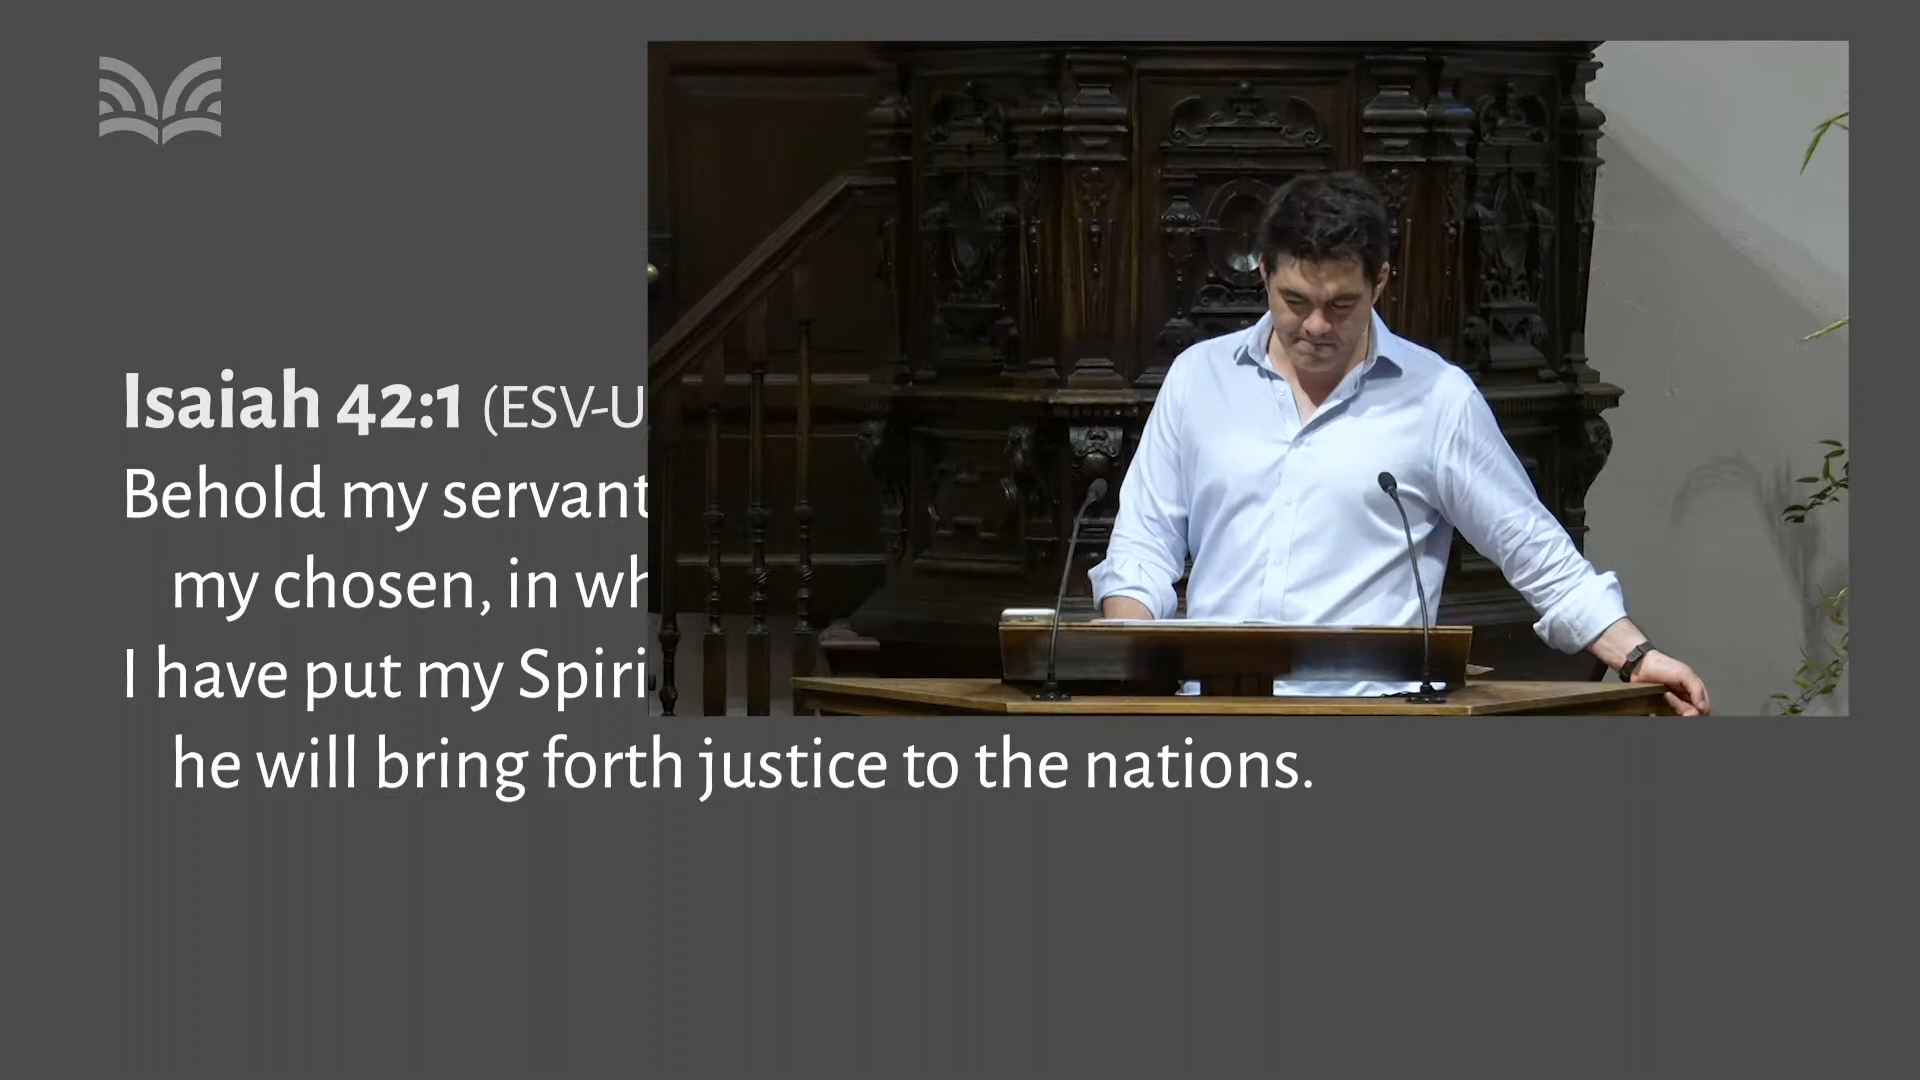 Isaiah 42:1 (ESV-U
Behold my servant
my chosen, in wh
I have put my Spiri
he will bring forth justice to the nations.